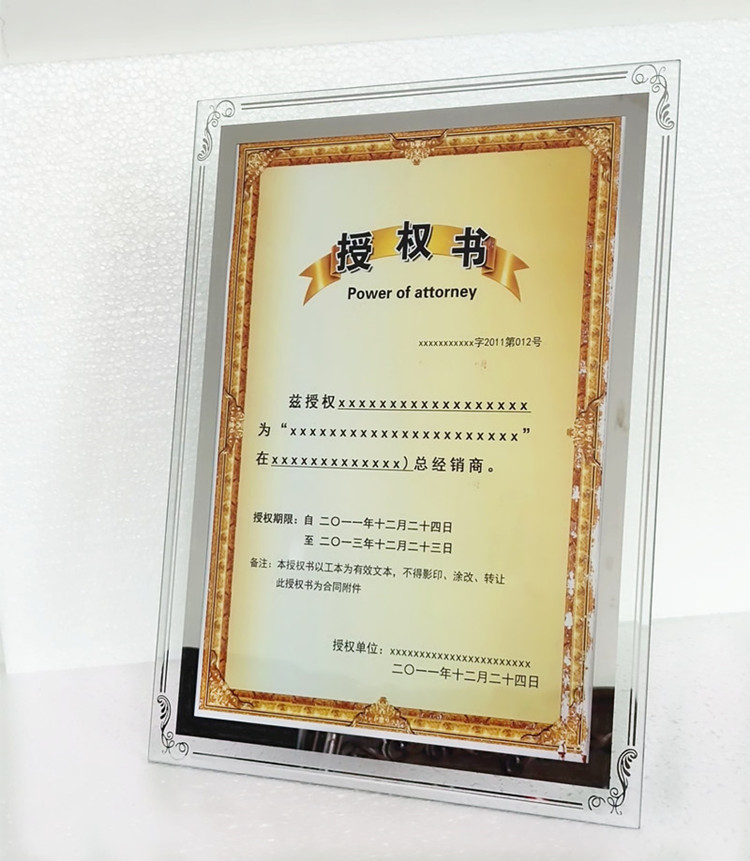 授权书
Power of attorney
xxxxxxxxxxx字2011第012号
兹授权xxxxxxxxxxxxxxxxxxx
为“xxxxxxxxxxxxxxxxxxxxxxx”
在xxxxxxxxxxxxx)总经销商。
授权期限：自 二〇一一年十二月二十四日
至 二〇一三年十二月二十三日
备注：本授权书以工本为有效文本，不得影印、涂改、转让
此授权书为合同附件
授权单位：xxxxxxxxxxxxxxxxxxxxxxxx
二〇一一年十二月二十四日